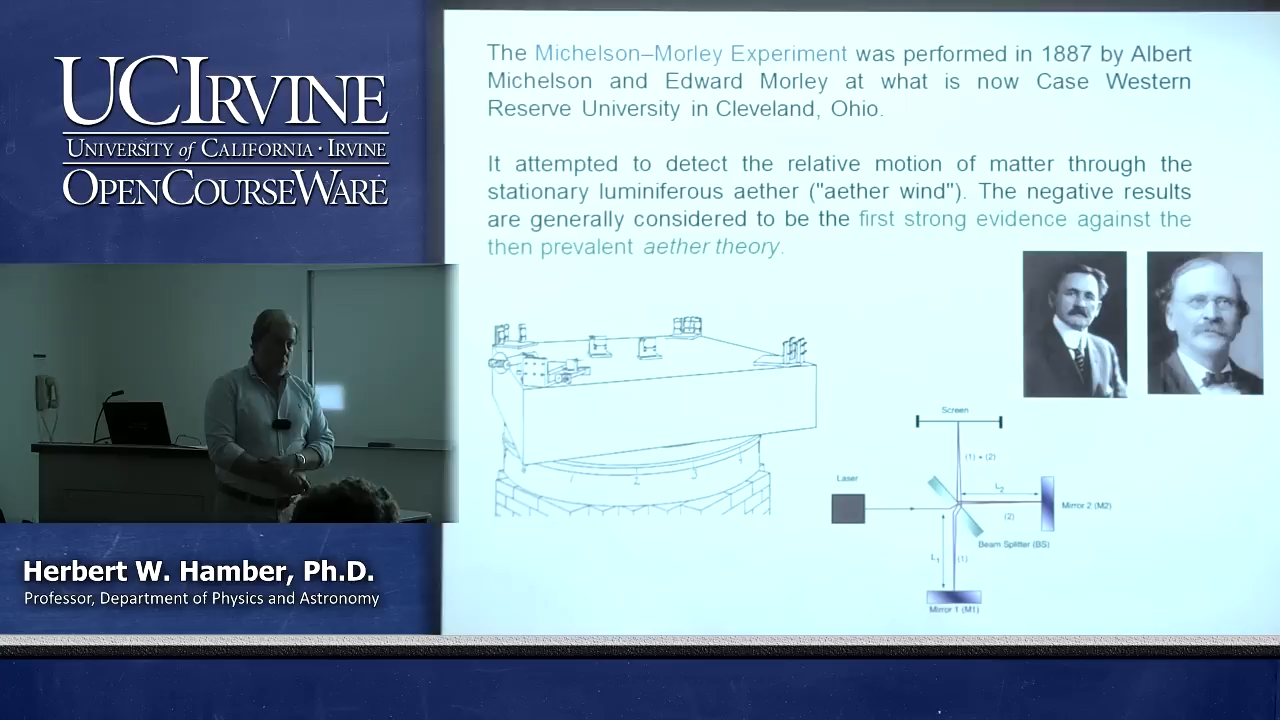 UCIRVINE
UNIVERSITY of CALIFORNIA · IRVINE
OPENCOURSEWARE
The Michelson–Morley Experiment was performed in 1887 by Albert
Michelson and Edward Morley at what is now Case Western
Reserve University in Cleveland, Ohio.
It attempted to detect the relative motion of matter through the
stationary luminiferous aether ("aether wind"). The negative results
are generally considered to be the first strong evidence against the
then prevalent aether theory.
Screen
(1) + (2)
Laser
L2
Mirror 2 (M2)
(2)
Beam Splitter (BS)
L1
(1)
Mirror 1 (M1)
Herbert W. Hamber, Ph.D.
Professor, Department of Physics and Astronomy